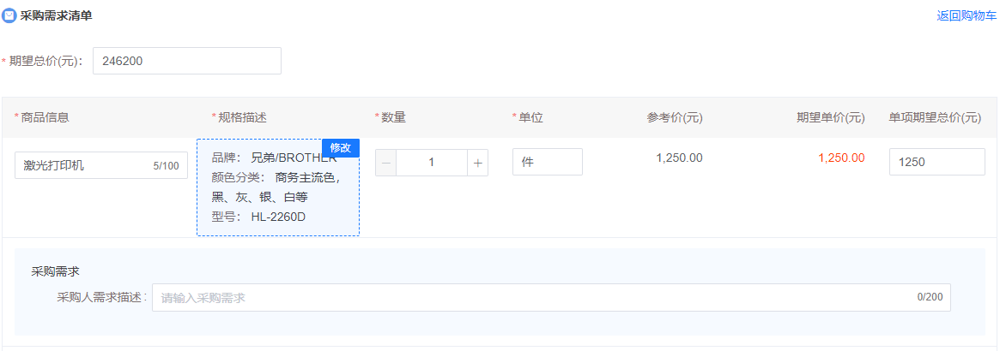 采购需求清单 返回购物车
* 期望总价(元): 246200
*商品信息 *规格描述 *数量 *单位 参考价(元) 期望单价(元) 单项期望总价(元)
修改
激光打印机 5/100 品牌: 兄弟/BROTHER — 1 + 件 1,250.00 1,250.00 1250
颜色分类: 商务主流色,
黑、灰、银、白等
型号: HL-2260D
采购需求
采购人需求描述: 请输入采购需求 0/200